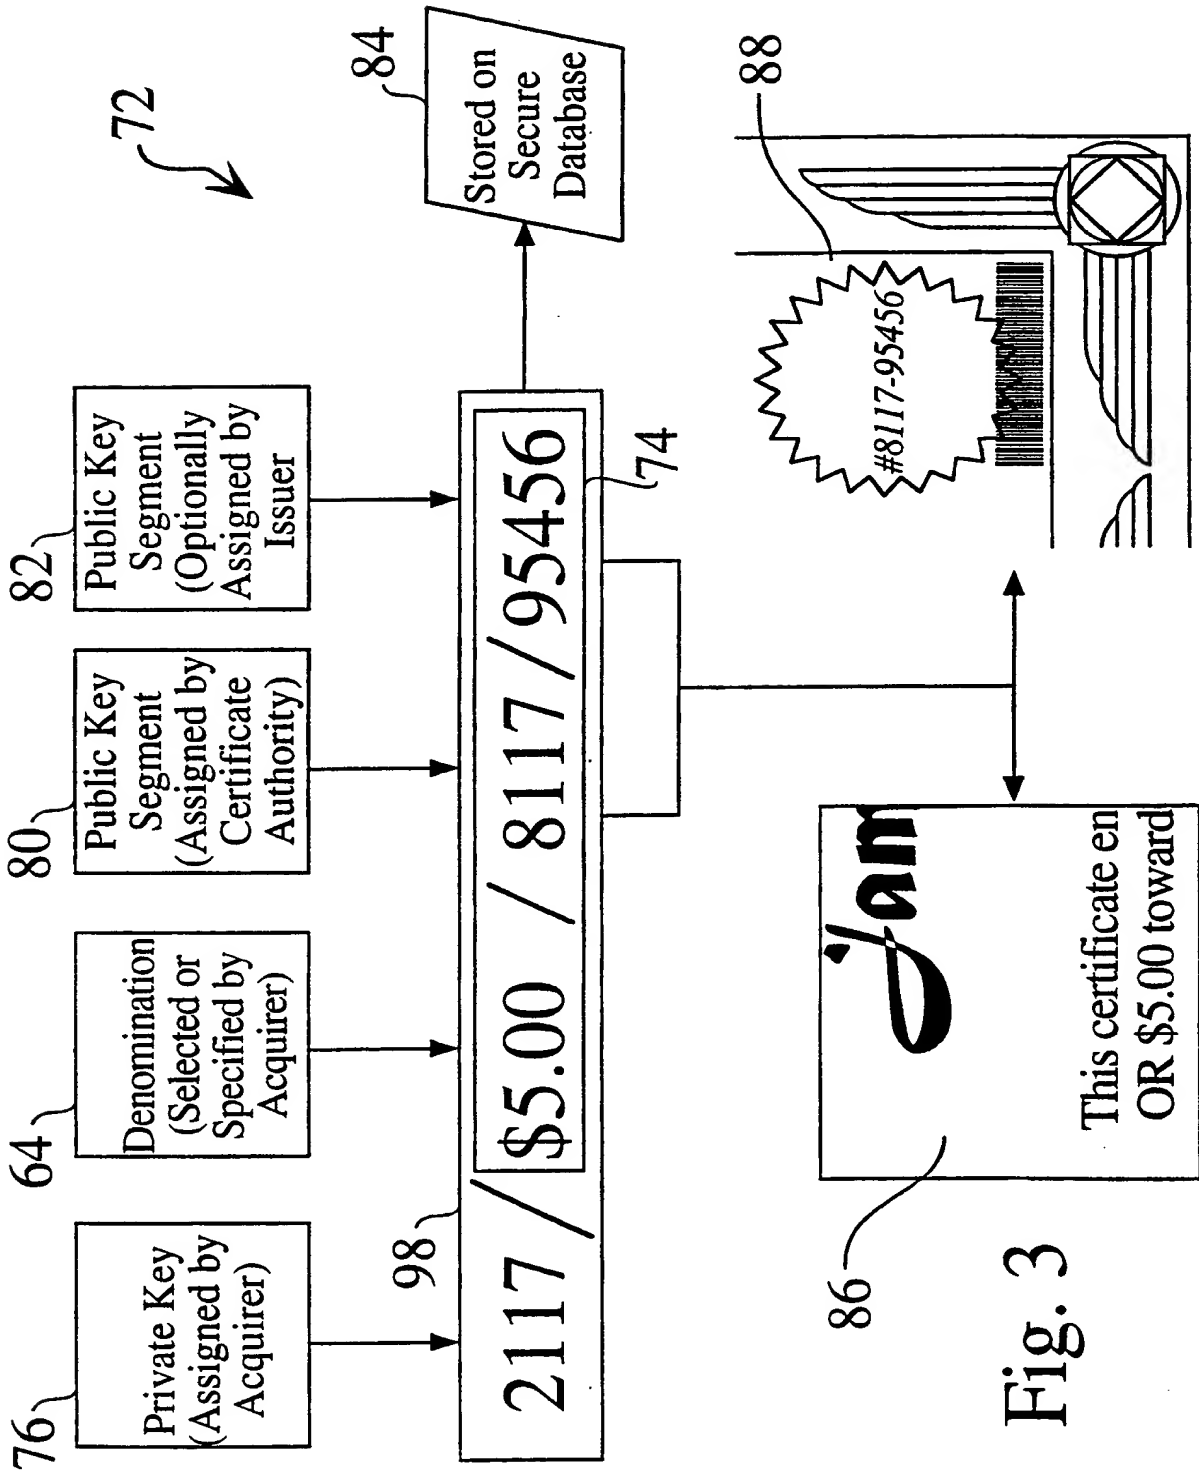 72
76
Private Key
(Assigned by
Acquirer)
64
Denomination
(Selected or
Specified by
Acquirer)
80
Public Key
Segment
(Assigned by
Certificate
Authority)
82
Public Key
Segment
(Optionally
Assigned by
Issuer
98
2117 / $5.00 / 8117 / 95456
74
84
Stored on
Secure
Database
86
Jam
This certificate en
OR $5.00 toward
88
#8117-95456
Fig. 3